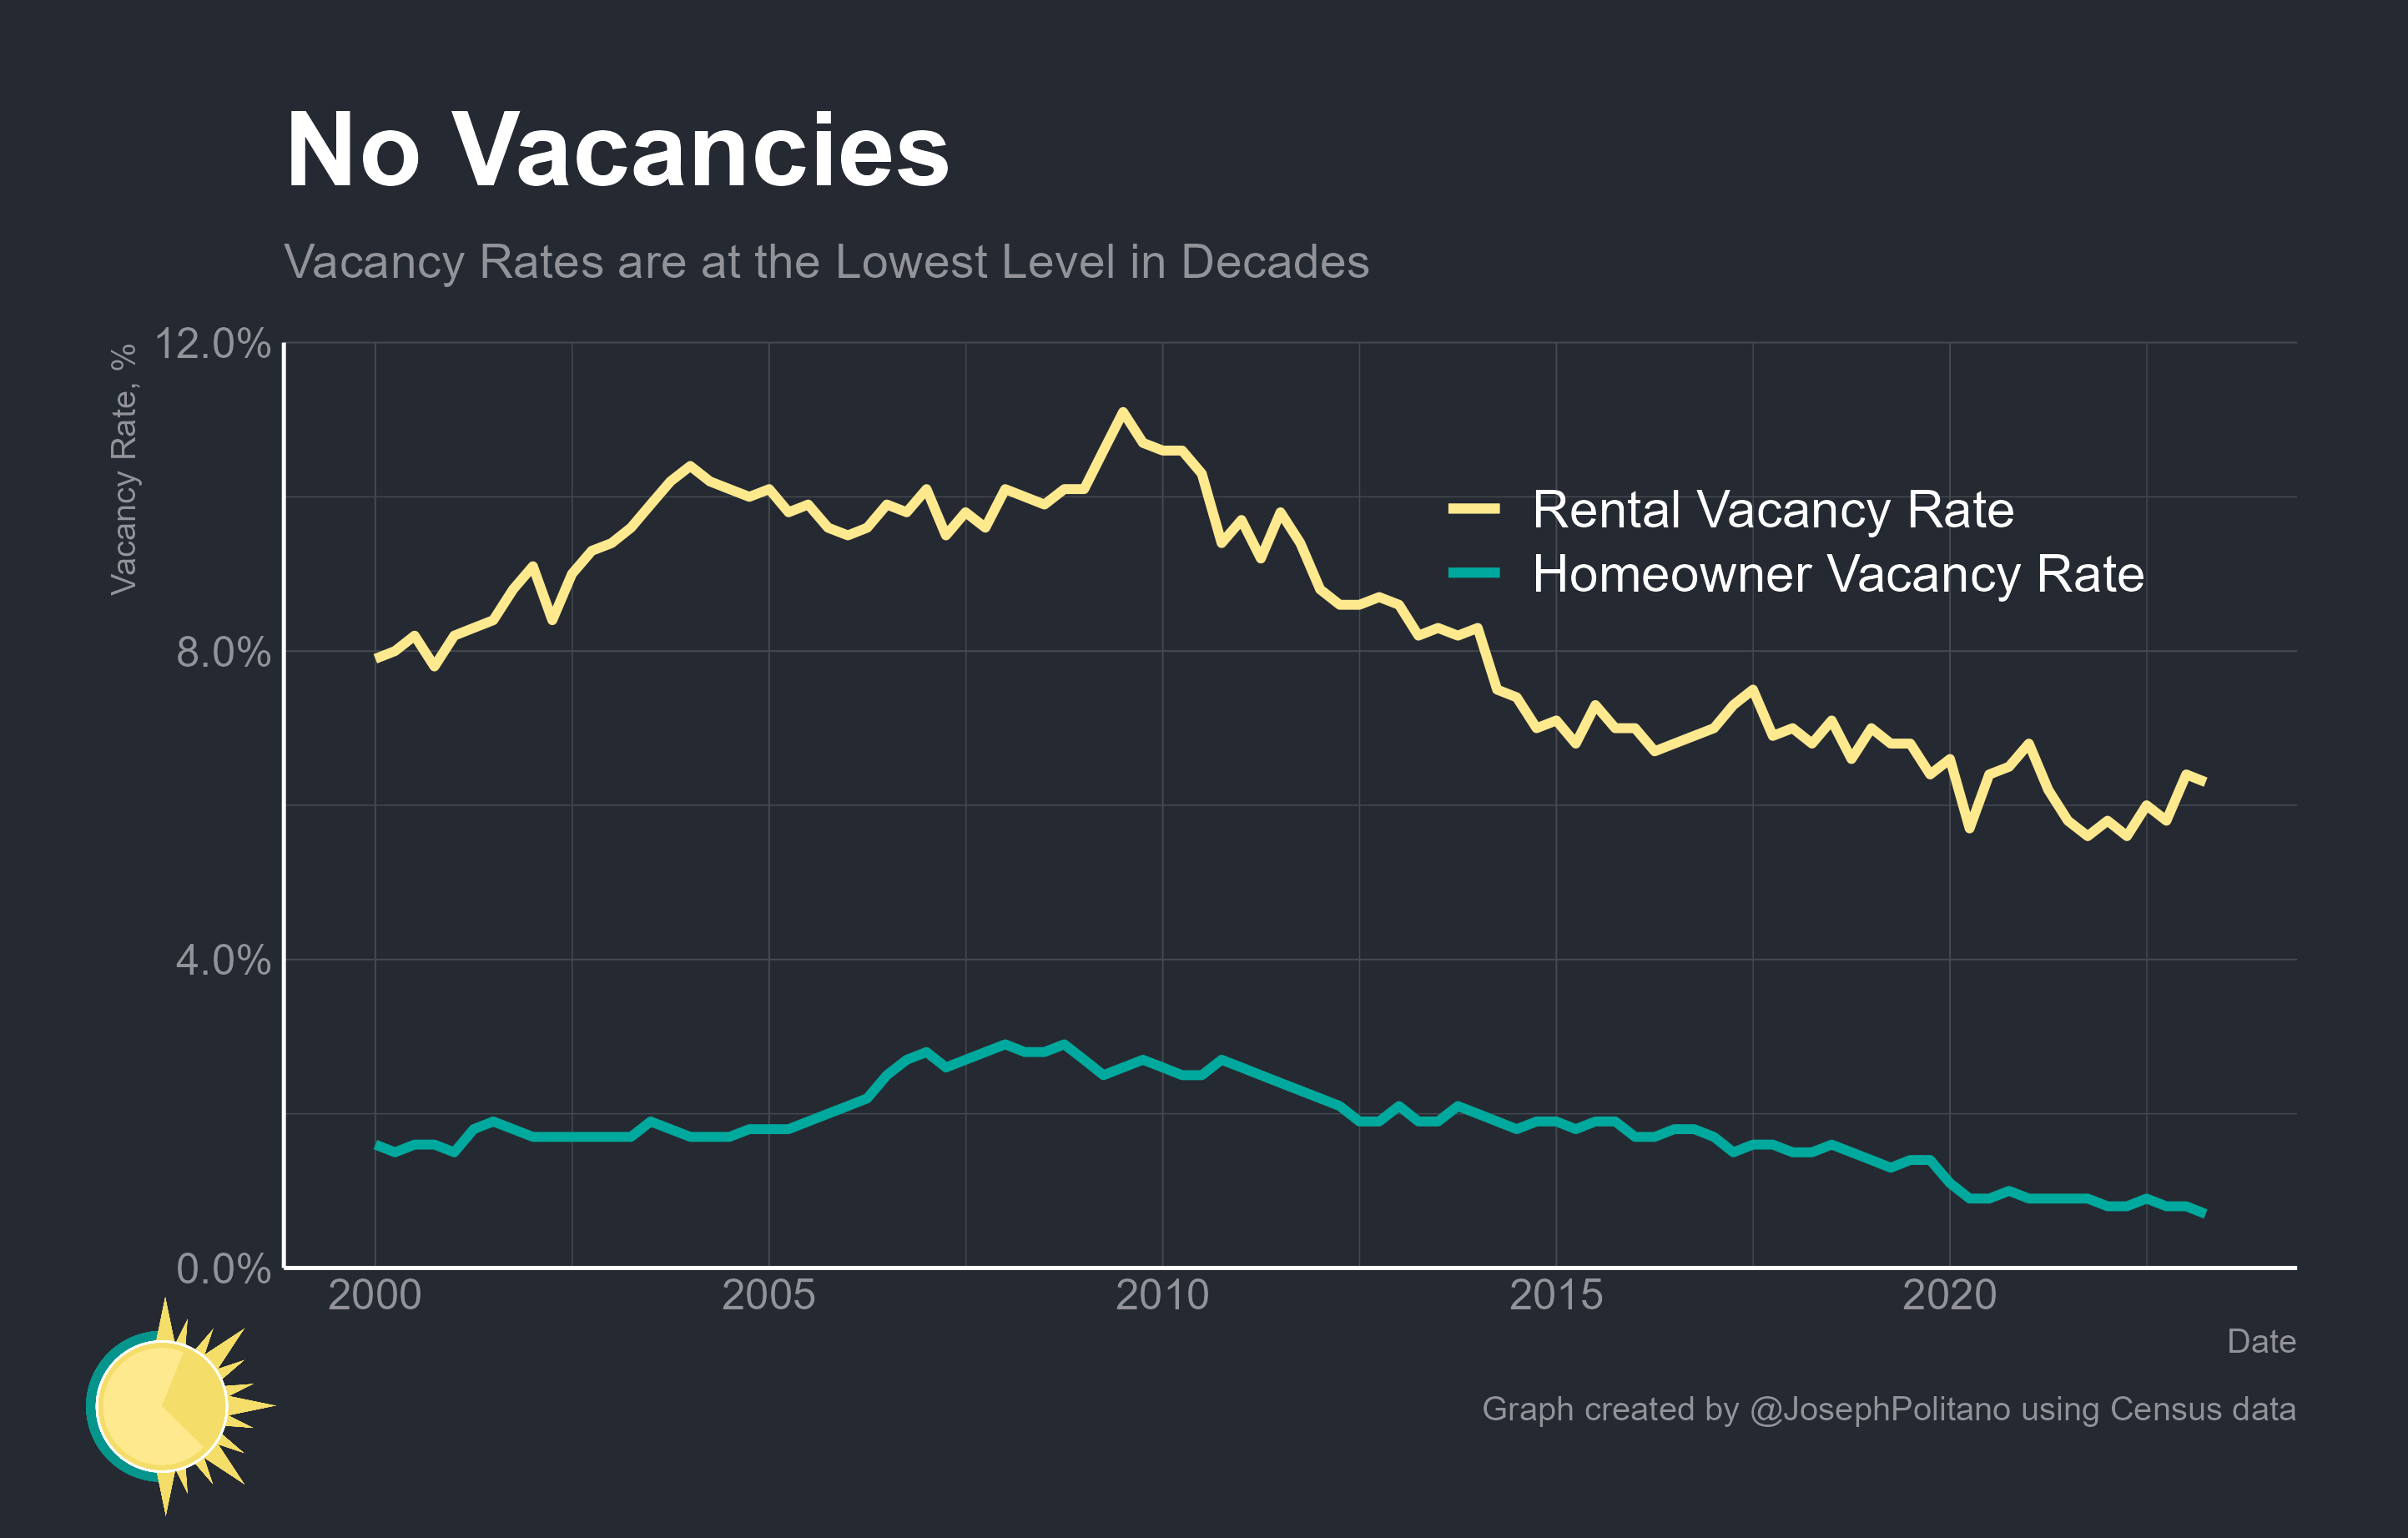 No Vacancies
Vacancy Rates are at the Lowest Level in Decades
Vacancy Rate, %
12.0%
8.0%
4.0%
0.0%
Rental Vacancy Rate
Homeowner Vacancy Rate
2000
2005
2010
2015
2020
Date
Graph created by @JosephPolitano using Census data